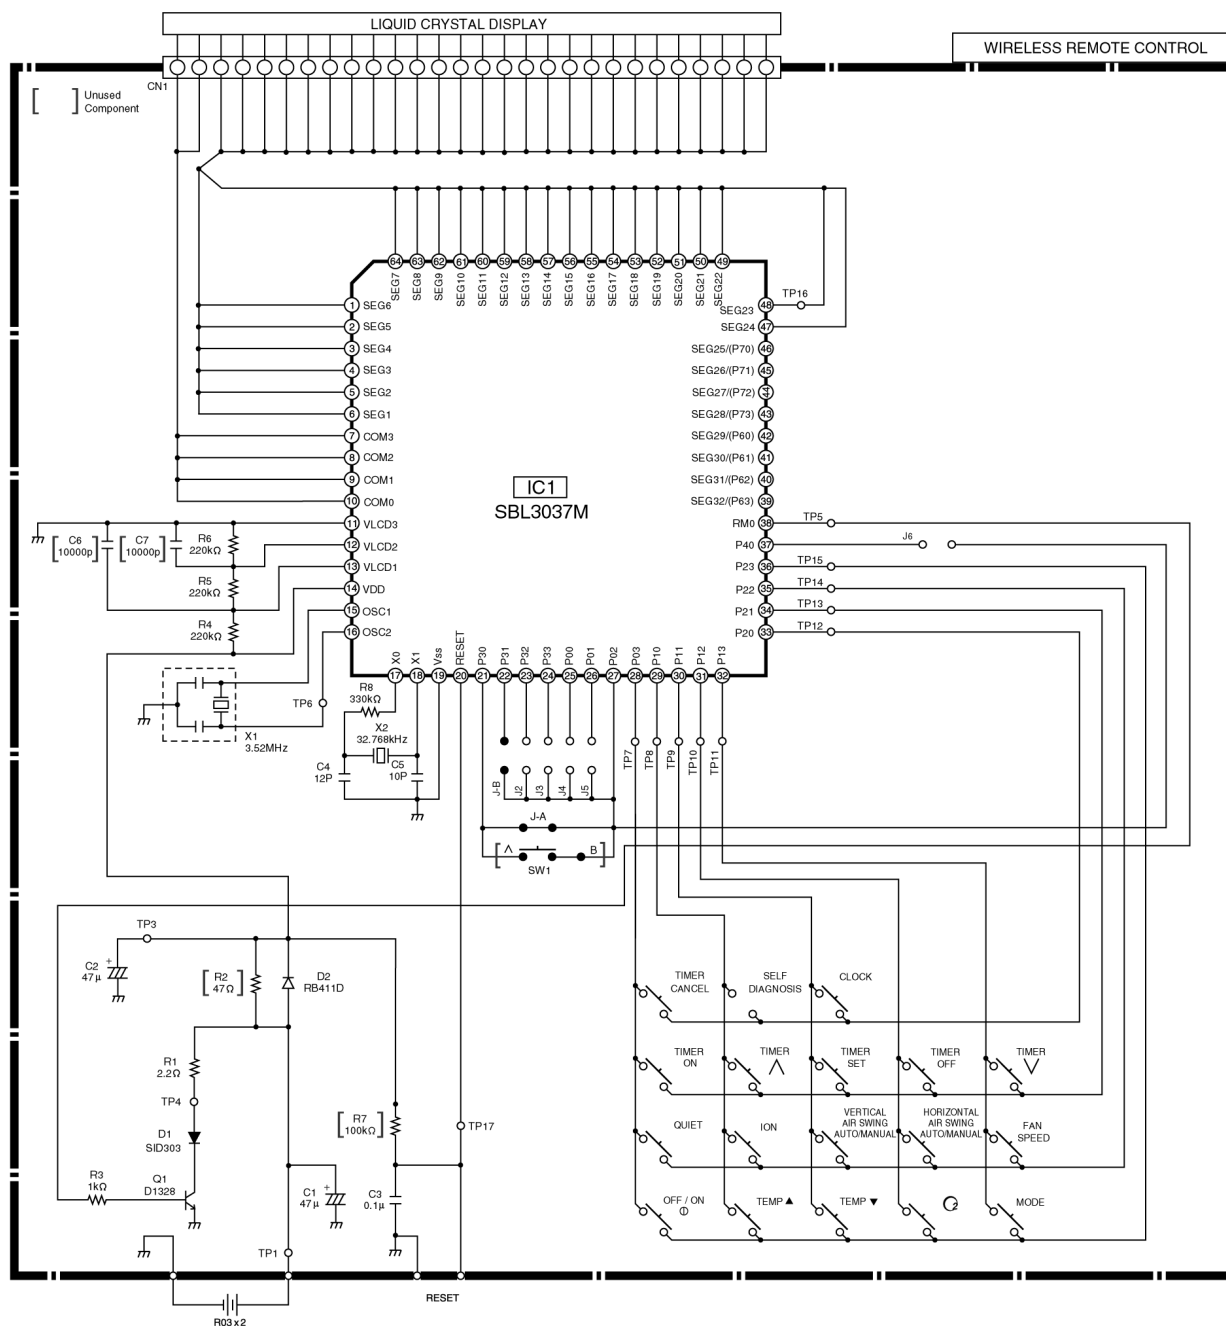 LIQUID CRYSTAL DISPLAY
WIRELESS REMOTE CONTROL
CN1
[ ] Unused
Component
64 63 62 61 60 59 58 57 56 55 54 53 52 51 50 49
SEG7 SEG8 SEG9 SEG10 SEG11 SEG12 SEG13 SEG14 SEG15 SEG16 SEG17 SEG18 SEG19 SEG20 SEG21 SEG22
TP16
1 SEG6
SEG23 48
2 SEG5
SEG24 47
3 SEG4
SEG25/(P70) 46
4 SEG3
SEG26/(P71) 45
5 SEG2
SEG27/(P72) 44
6 SEG1
SEG28/(P73) 43
7 COM3
SEG29/(P60) 42
8 COM2
SEG30/(P61) 41
9 COM1
SEG31/(P62) 40
10 COM0
SEG32/(P63) 39
IC1
SBL3037M
11 VLCD3
RM0 38 TP5
12 VLCD2
P40 37 J6
13 VLCD1
P23 36 TP15
14 VDD
P22 35 TP14
15 OSC1
P21 34 TP13
16 OSC2
P20 33 TP12
[C6
10000p]
[C7
10000p]
R6
220kΩ
R5
220kΩ
R4
220kΩ
X0 X1 Vss RESET P30 P31 P32 P33 P00 P01 P02 P03 P10 P11 P12 P13
17 18 19 20 21 22 23 24 25 26 27 28 29 30 31 32
X1
3.52MHz
TP6
R8
330kΩ
X2
32.768kHz
C4
12P
C5
10P
J-B J2 J3 J4 J5
TP7 TP8 TP9 TP10 TP11
J-A
[ A B ]
SW1
TP3
C2
+
47µ
[R2
47Ω]
D2
RB411D
R1
2.2Ω
TP4
D1
SID303
Q1
D1328
R3
1kΩ
[R7
100kΩ]
TP17
C1
+
47µ
C3
0.1µ
TP1
R03x2
RESET
TIMER
CANCEL
SELF
DIAGNOSIS
CLOCK
TIMER
ON
TIMER
TIMER
SET
TIMER
OFF
TIMER
QUIET
ION
VERTICAL
AIR SWING
AUTO/MANUAL
HORIZONTAL
AIR SWING
AUTO/MANUAL
FAN
SPEED
OFF / ON
TEMP ▲
TEMP ▼
O2
MODE